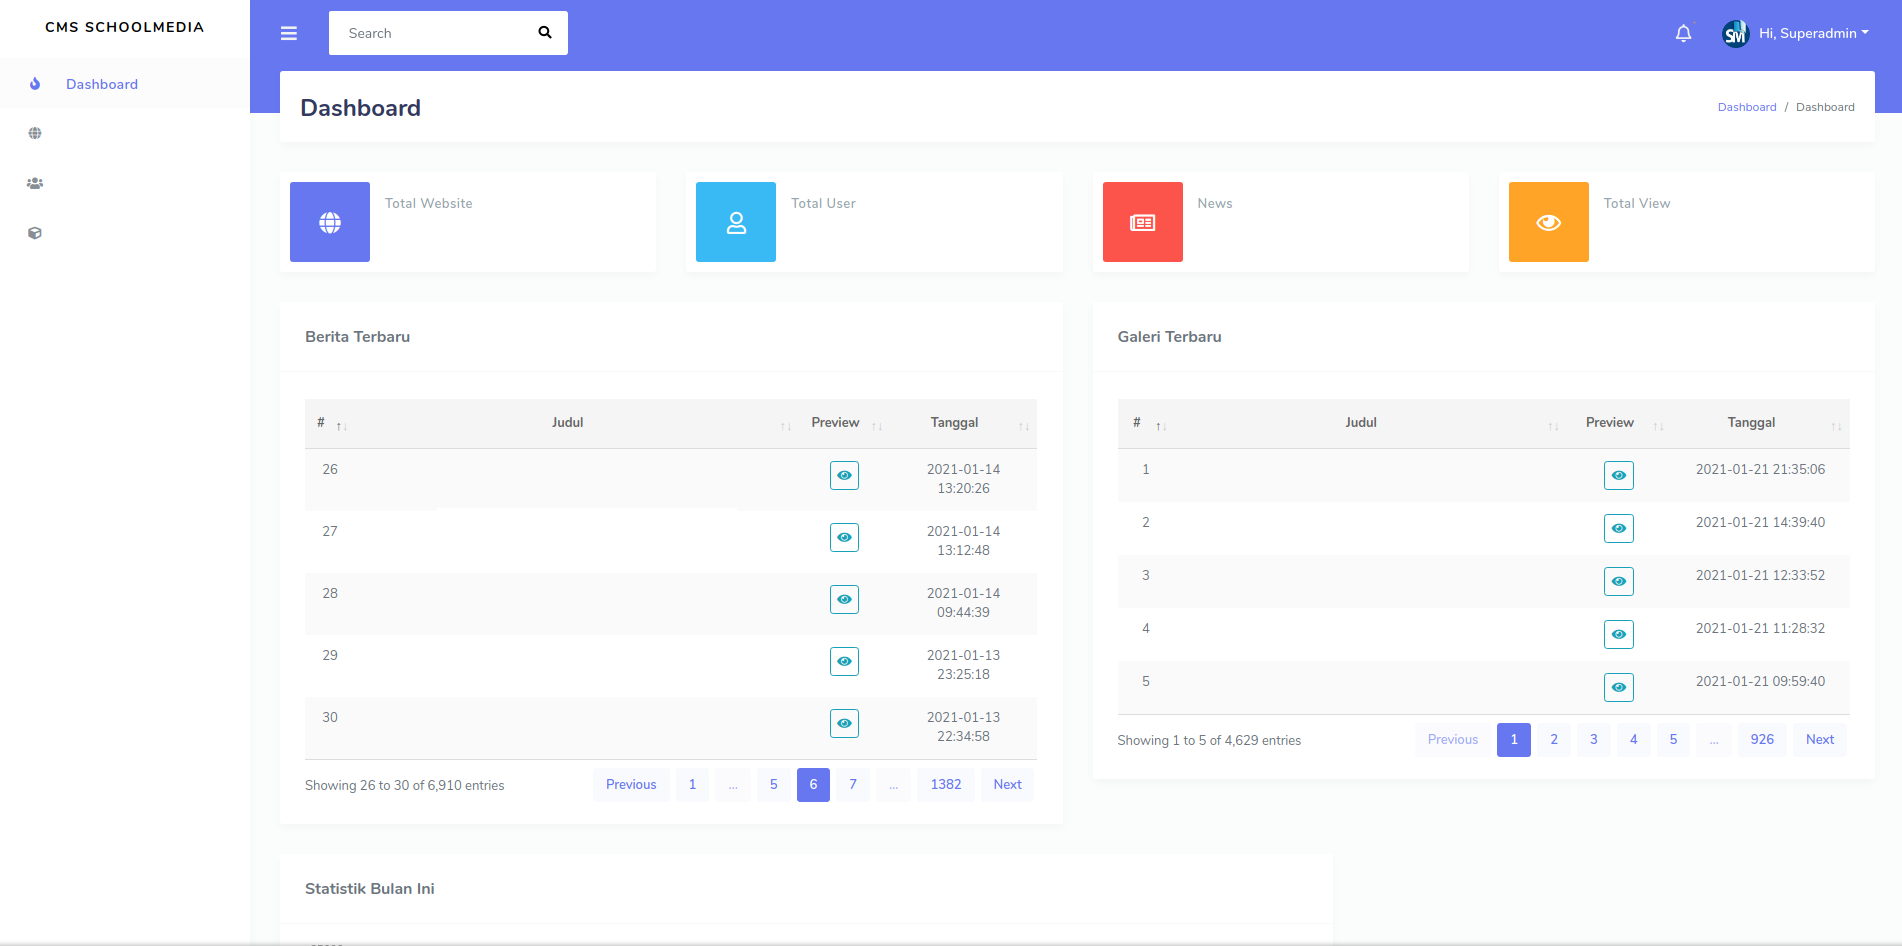 CMS SCHOOLMEDIA
Search
SM
Hi, Superadmin
Dashboard
Dashboard
Dashboard / Dashboard
Total Website
Total User
News
Total View
Berita Terbaru
# Judul Preview Tanggal
26 2021-01-14
13:20:26
27 2021-01-14
13:12:48
28 2021-01-14
09:44:39
29 2021-01-13
23:25:18
30 2021-01-13
22:34:58
Showing 26 to 30 of 6,910 entries
Previous 1 ... 5 6 7 ... 1382 Next
Galeri Terbaru
# Judul Preview Tanggal
1 2021-01-21 21:35:06
2 2021-01-21 14:39:40
3 2021-01-21 12:33:52
4 2021-01-21 11:28:32
5 2021-01-21 09:59:40
Showing 1 to 5 of 4,629 entries
Previous 1 2 3 4 5 ... 926 Next
Statistik Bulan Ini